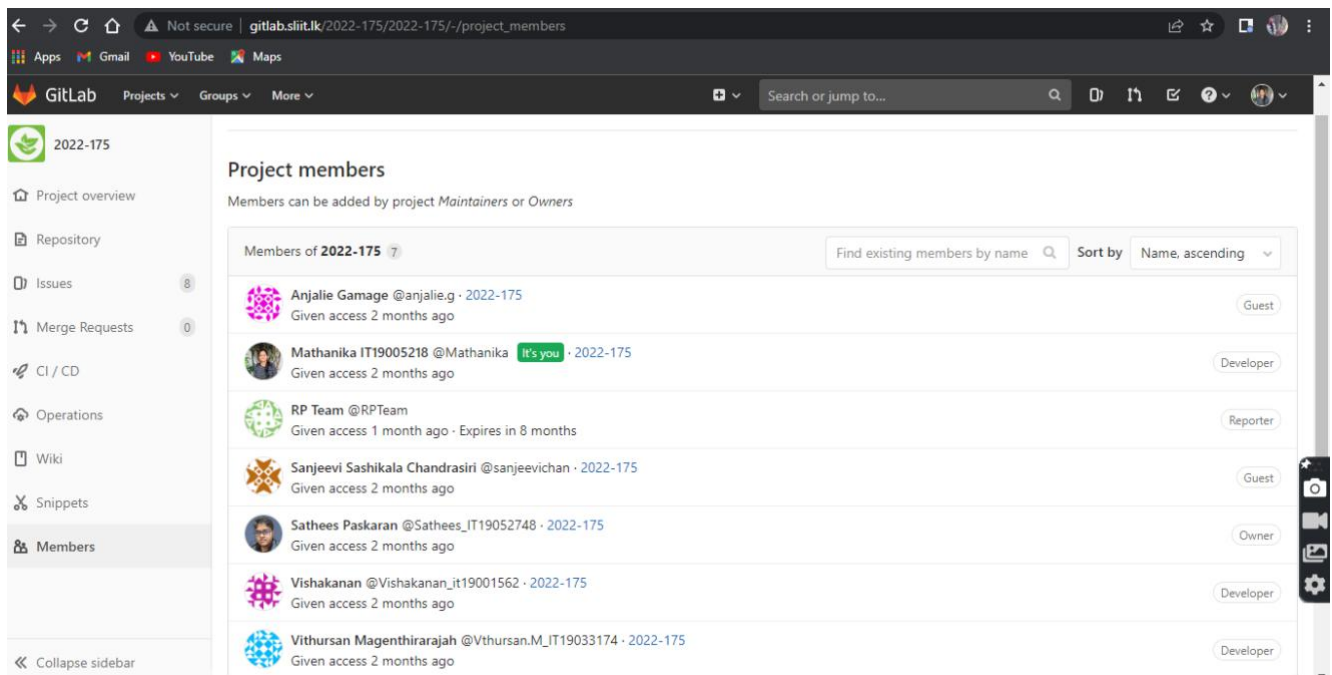 Not secure | gitlab.sliit.lk/2022-175/2022-175/-/project_members
Apps Gmail YouTube Maps
GitLab Projects Groups More Search or jump to...
2022-175
Project overview
Repository
Issues 8
Merge Requests 0
CI / CD
Operations
Wiki
Snippets
Members
Collapse sidebar
Project members
Members can be added by project Maintainers or Owners
Members of 2022-175 7 Find existing members by name Sort by Name, ascending
Anjalie Gamage @anjalie.g · 2022-175
Given access 2 months ago
Guest
Mathanika IT19005218 @Mathanika It's you · 2022-175
Given access 2 months ago
Developer
RP Team @RPTeam
Given access 1 month ago · Expires in 8 months
Reporter
Sanjeevi Sashikala Chandrasiri @sanjeevichan · 2022-175
Given access 2 months ago
Guest
Sathees Paskaran @Sathees_IT19052748 · 2022-175
Given access 2 months ago
Owner
Vishakanan @Vishakanan_it19001562 · 2022-175
Given access 2 months ago
Developer
Vithursan Magenthirarajah @Vthursan.M_IT19033174 · 2022-175
Given access 2 months ago
Developer